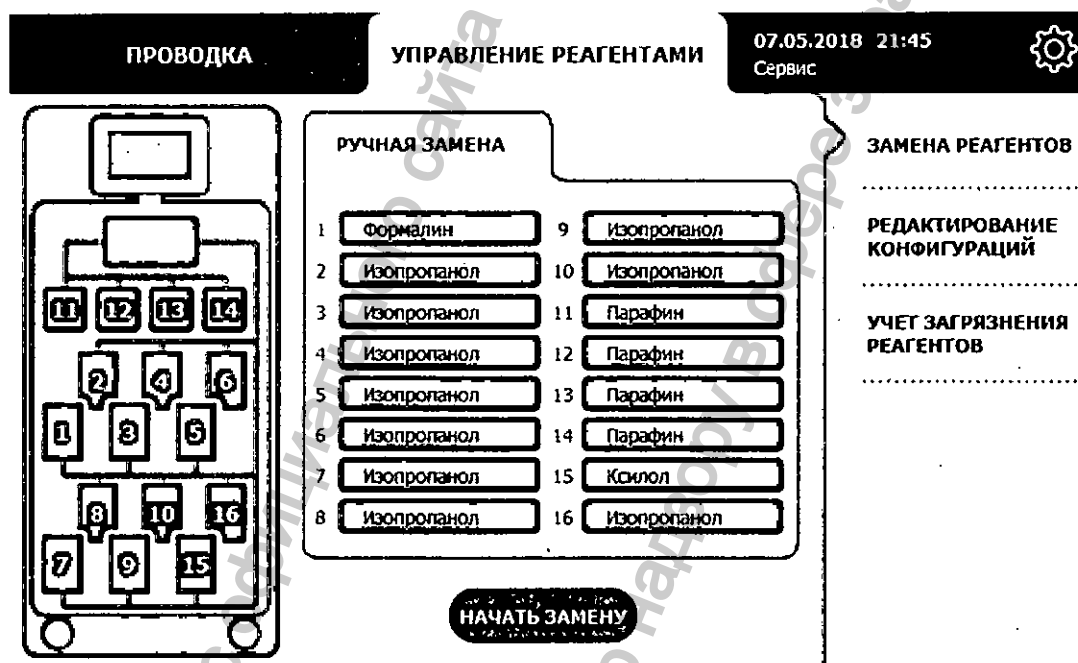 ПРОВОДКА
УПРАВЛЕНИЕ РЕАГЕНТАМИ
07.05.2018 21:45
Сервис
РУЧНАЯ ЗАМЕНА
1 Формалин
2 Изопропанол
3 Изопропанол
4 Изопропанол
5 Изопропанол
6 Изопропанол
7 Изопропанол
8 Изопропанол
9 Изопропанол
10 Изопропанол
11 Парафин
12 Парафин
13 Парафин
14 Парафин
15 Ксилол
16 Изопропанол
НАЧАТЬ ЗАМЕНУ
ЗАМЕНА РЕАГЕНТОВ
РЕДАКТИРОВАНИЕ
КОНФИГУРАЦИЙ
УЧЕТ ЗАГРЯЗНЕНИЯ
РЕАГЕНТОВ
11 12 13 14
2 4 6
1 3 5
8 10 16
7 9 15
сайта
надзору в сфере